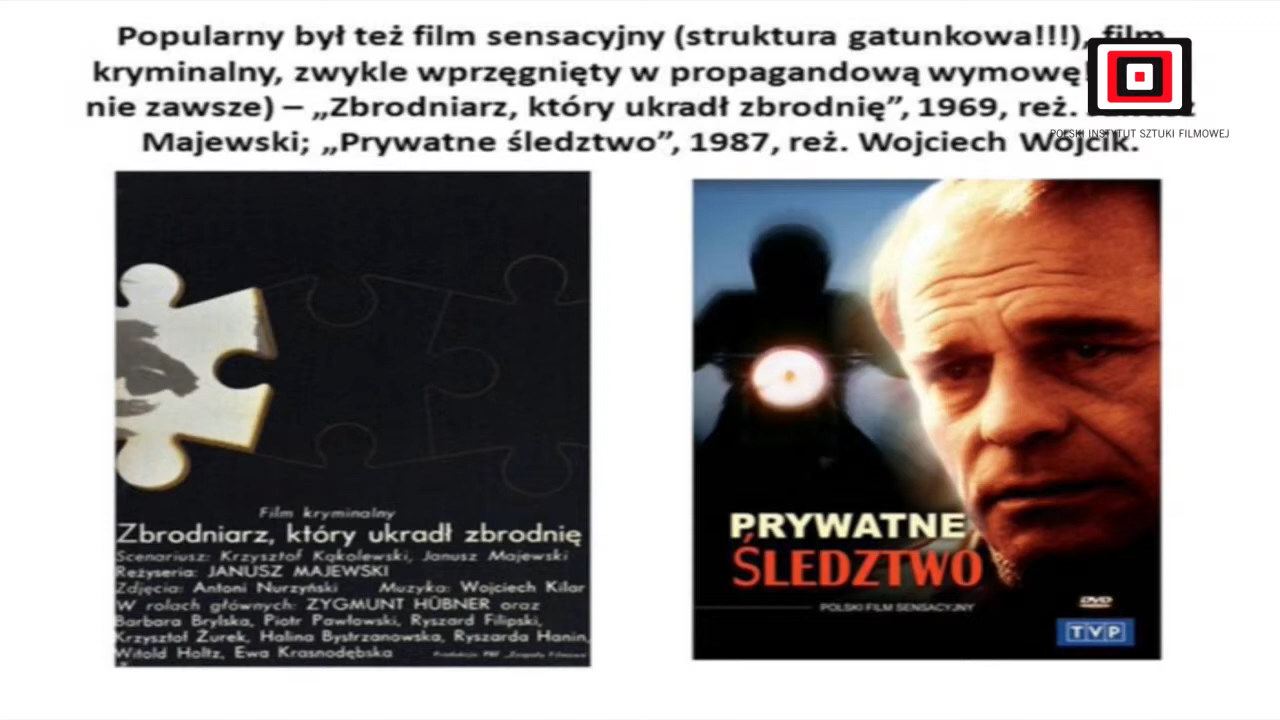 Popularny był też film sensacyjny (struktura gatunkowa!!!), film
kryminalny, zwykle wprzęgnięty w propagandową wymowę!
nie zawsze) – „Zbrodniarz, który ukradł zbrodnię”, 1969, reż.
Majewski; „Prywatne śledztwo”, 1987, reż. Wojciech Wójcik.
POLSKI INSTYTUT SZTUKI FILMOWEJ
Film kryminalny
Zbrodniarz, który ukradł zbrodnię
Scenariusz: Krzysztof Kąkolewski, Janusz Majewski
Reżyseria: JANUSZ MAJEWSKI
Zdjęcia: Antoni Nurzyński Muzyka: Wojciech Kilar
W rolach głównych: ZYGMUNT HÜBNER oraz
Barbara Brylska, Piotr Pawłowski, Ryszard Filipski,
Krzysztof Żurek, Halina Bystrzanowska, Ryszarda Hanin,
Witold Holtz, Ewa Krasnodębska
PRYWATNE
ŚLEDZTWO
POLSKI FILM SENSACYJNY
DVD
TVP